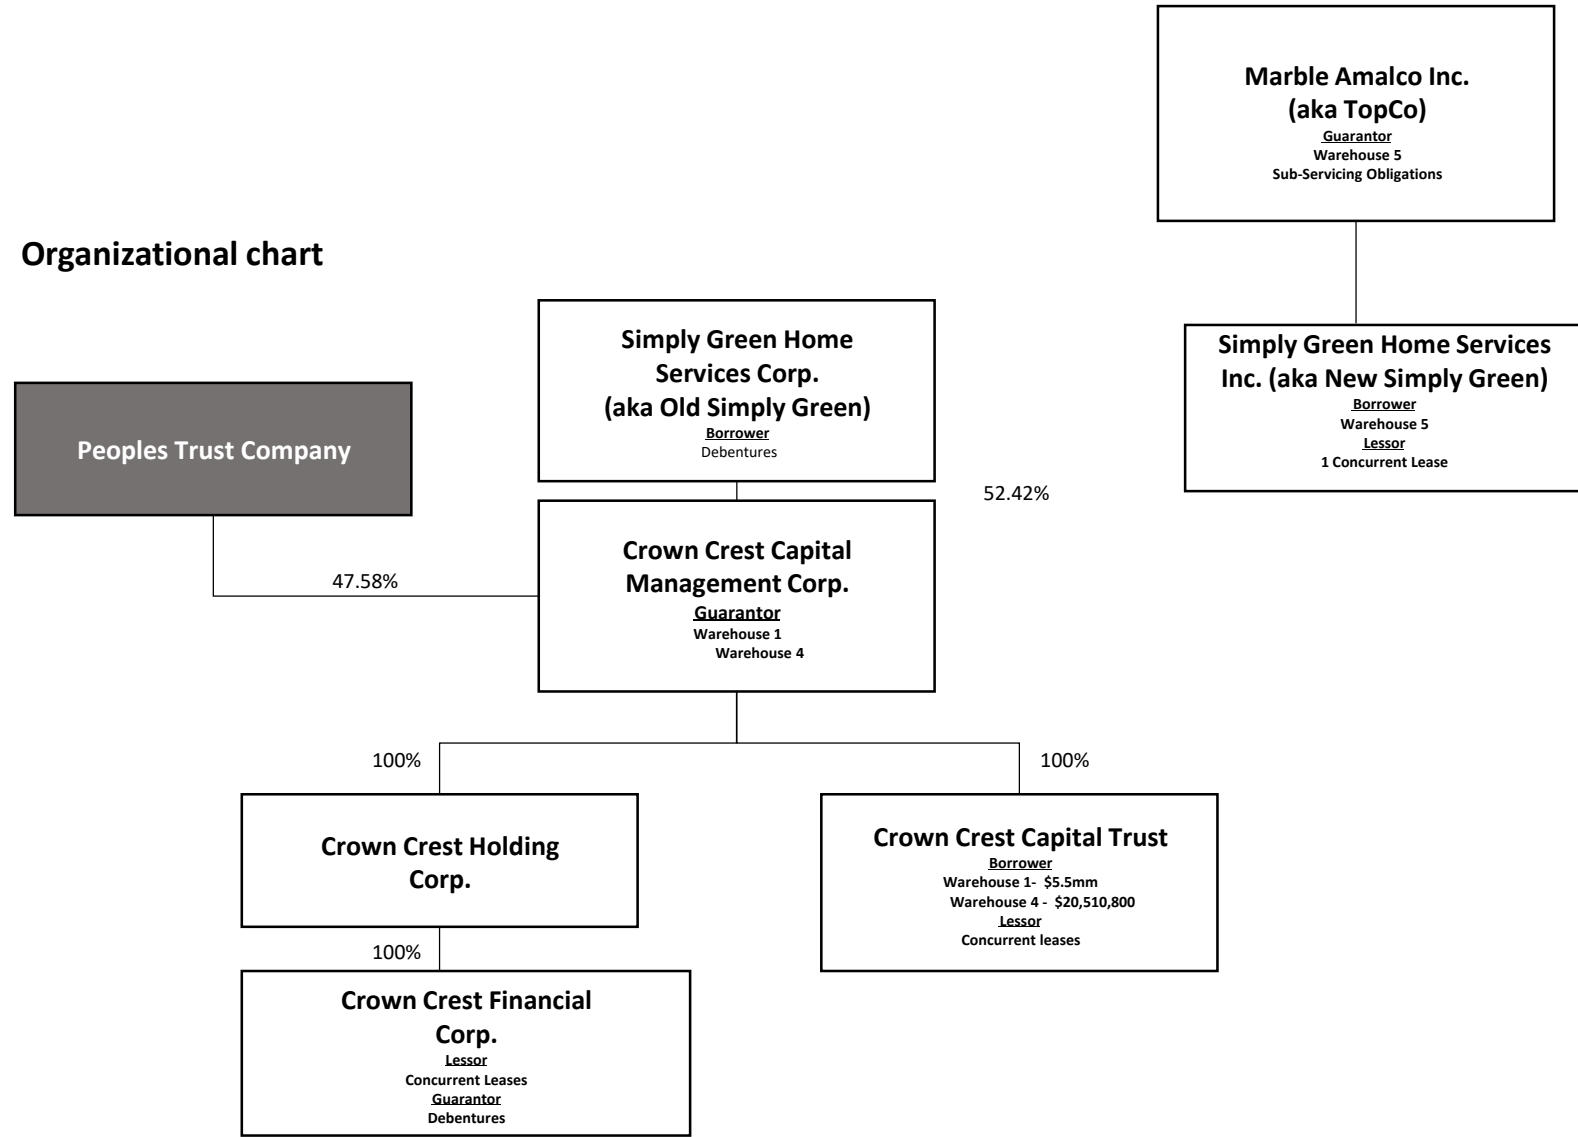 Marble Amalco Inc.
(aka TopCo)
Guarantor
Warehouse 5
Sub-Servicing Obligations
Organizational chart
Simply Green Home
Services Corp.
(aka Old Simply Green)
Borrower
Debentures
Simply Green Home Services
Inc. (aka New Simply Green)
Borrower
Warehouse 5
Lessor
1 Concurrent Lease
Peoples Trust Company
52.42%
Crown Crest Capital
Management Corp.
Guarantor
Warehouse 1
Warehouse 4
47.58%
100%
100%
Crown Crest Holding
Corp.
Crown Crest Capital Trust
Borrower
Warehouse 1- $5.5mm
Warehouse 4 - $20,510,800
Lessor
Concurrent leases
100%
Crown Crest Financial
Corp.
Lessor
Concurrent Leases
Guarantor
Debentures